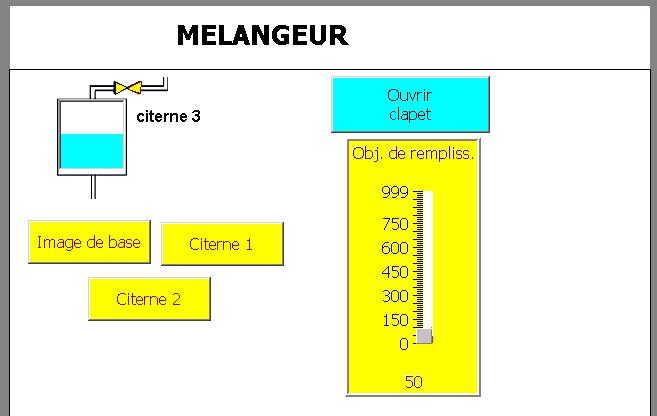 MELANGEUR
citerne 3
Ouvrir
clapet
Obj. de rempliss.
999
750
600
450
300
150
0
50
Image de base
Citerne 1
Citerne 2